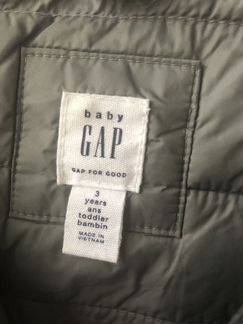 baby
GAP
GAP FOR GOOD
3
years
ans
toddler
bambin
MADE IN
VIETNAM